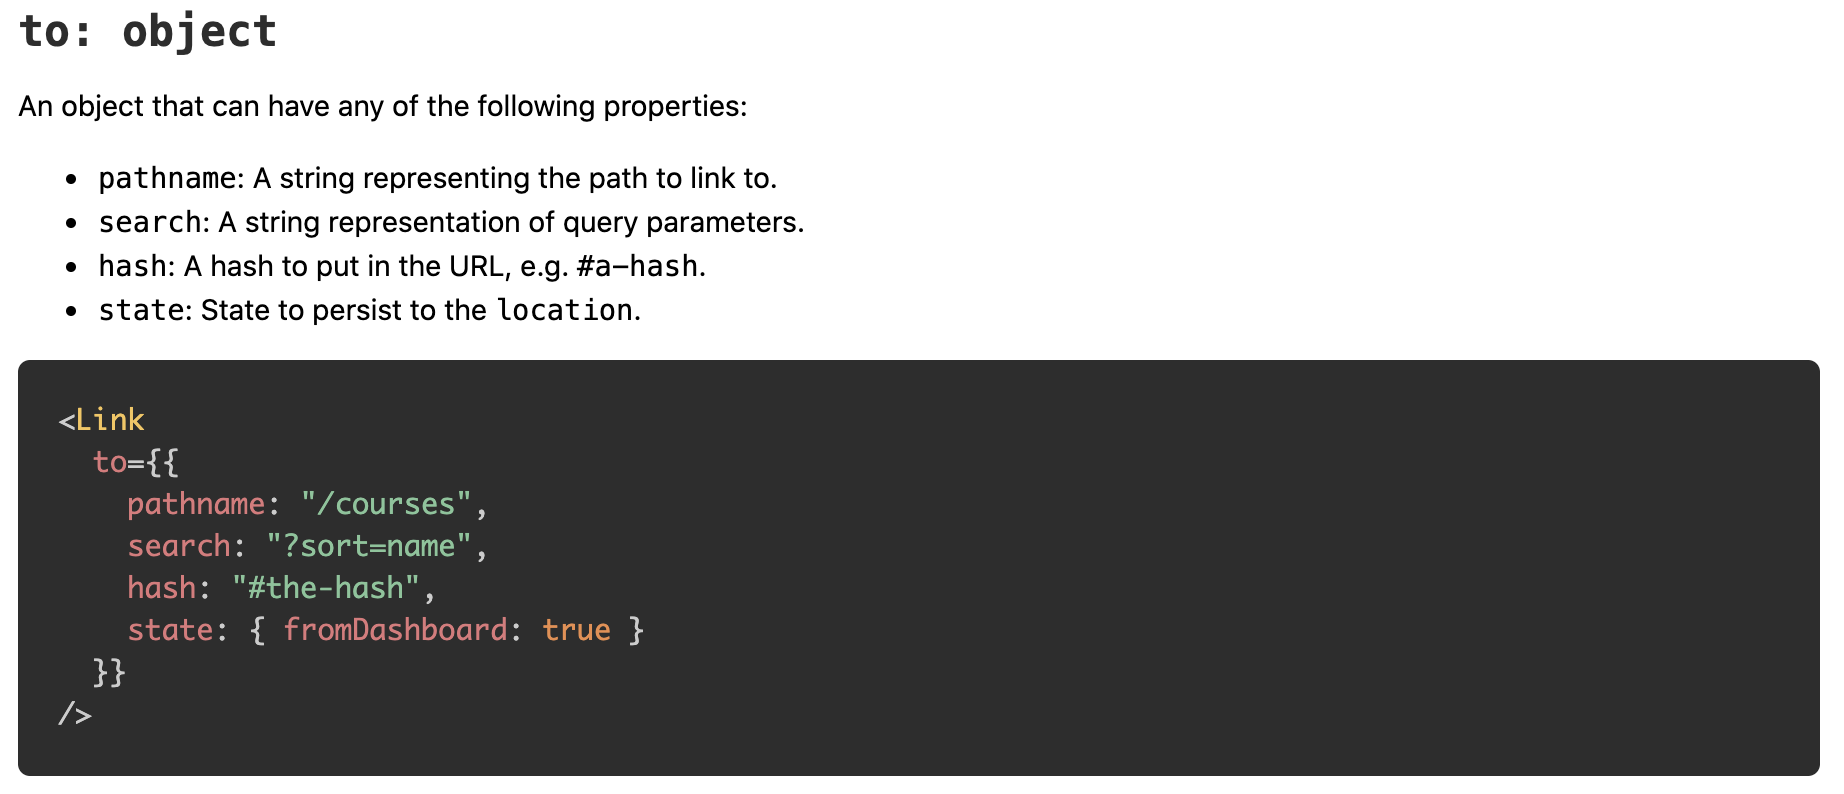 to: object
An object that can have any of the following properties:
• pathname: A string representing the path to link to.
• search: A string representation of query parameters.
• hash: A hash to put in the URL, e.g. #a-hash.
• state: State to persist to the location.
<Link
  to={{
    pathname: "/courses",
    search: "?sort=name",
    hash: "#the-hash",
    state: { fromDashboard: true }
  }}
/>